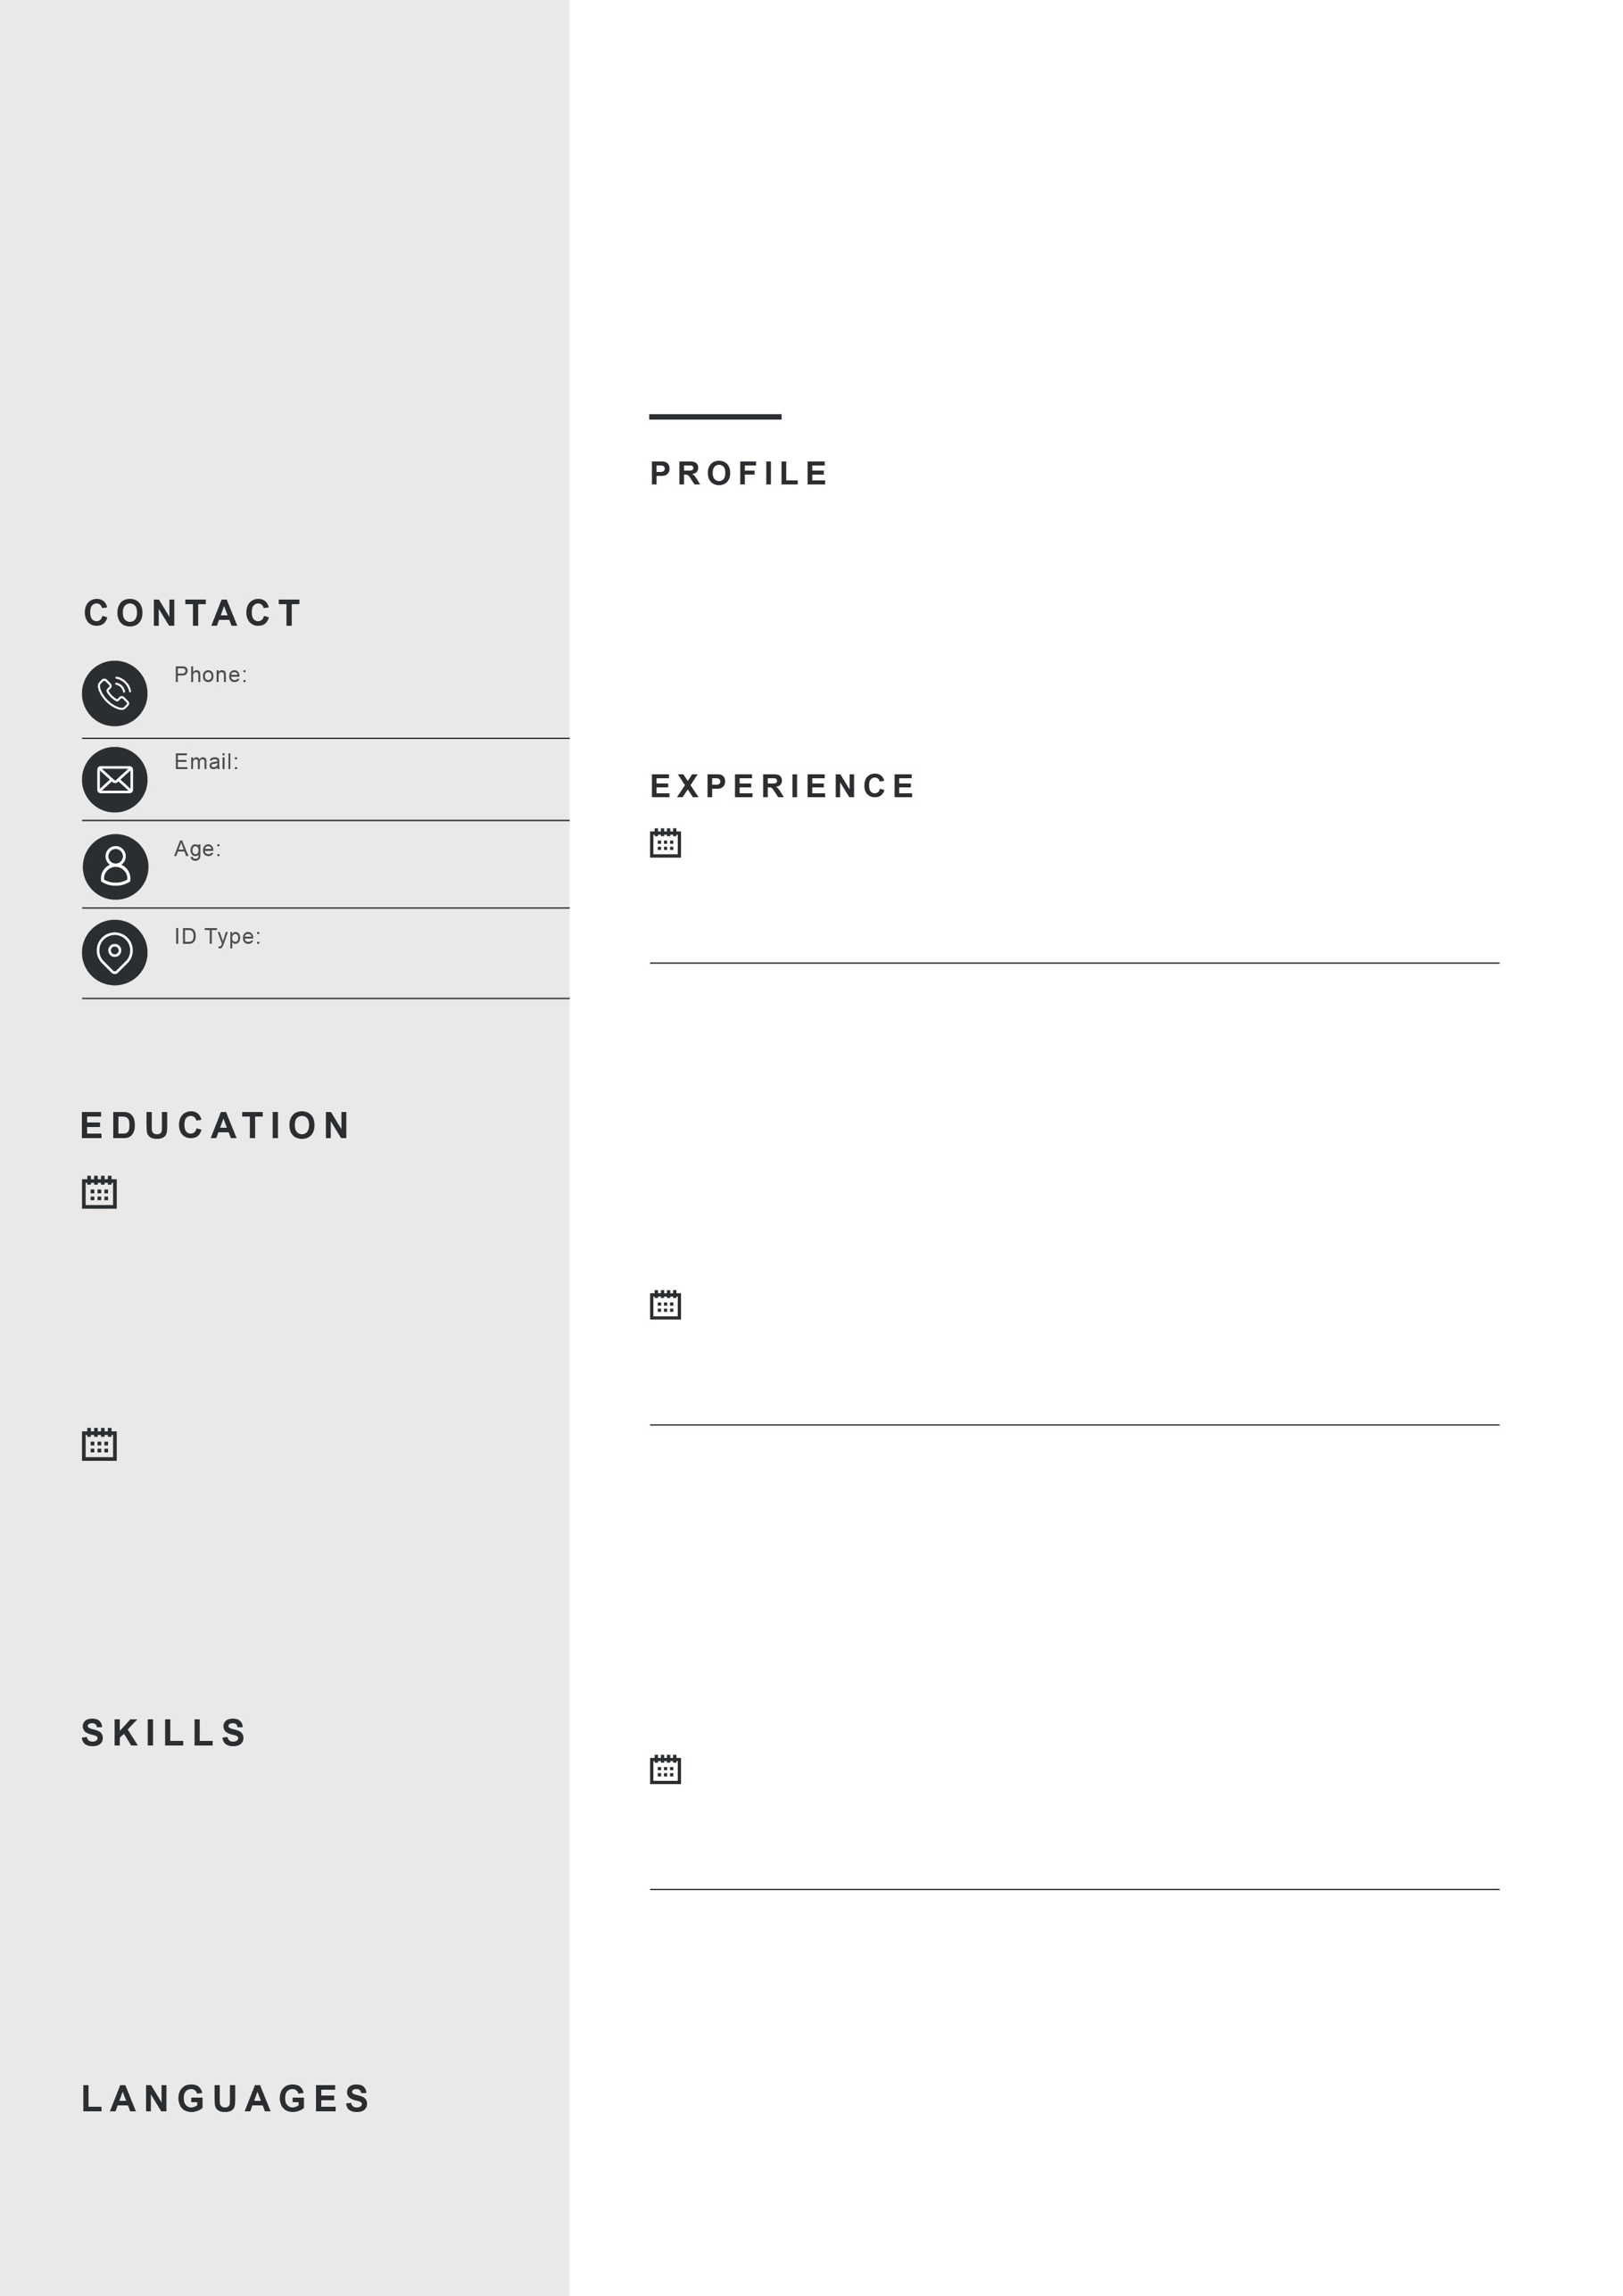 CONTACT
Phone:
Email:
Age:
ID Type:
EDUCATION
SKILLS
LANGUAGES
PROFILE
EXPERIENCE